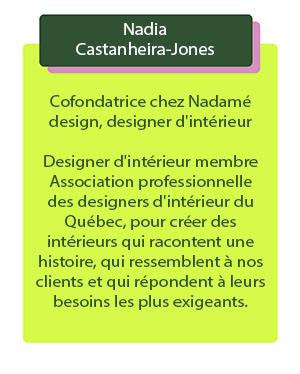 Nadia
Castanheira-Jones
Cofondatrice chez Nadamé
design, designer d'intérieur
Designer d'intérieur membre
Association professionnelle
des designers d'intérieur du
Québec, pour créer des
intérieurs qui racontent une
histoire, qui ressemblent à nos
clients et qui répondent à leurs
besoins les plus exigeants.